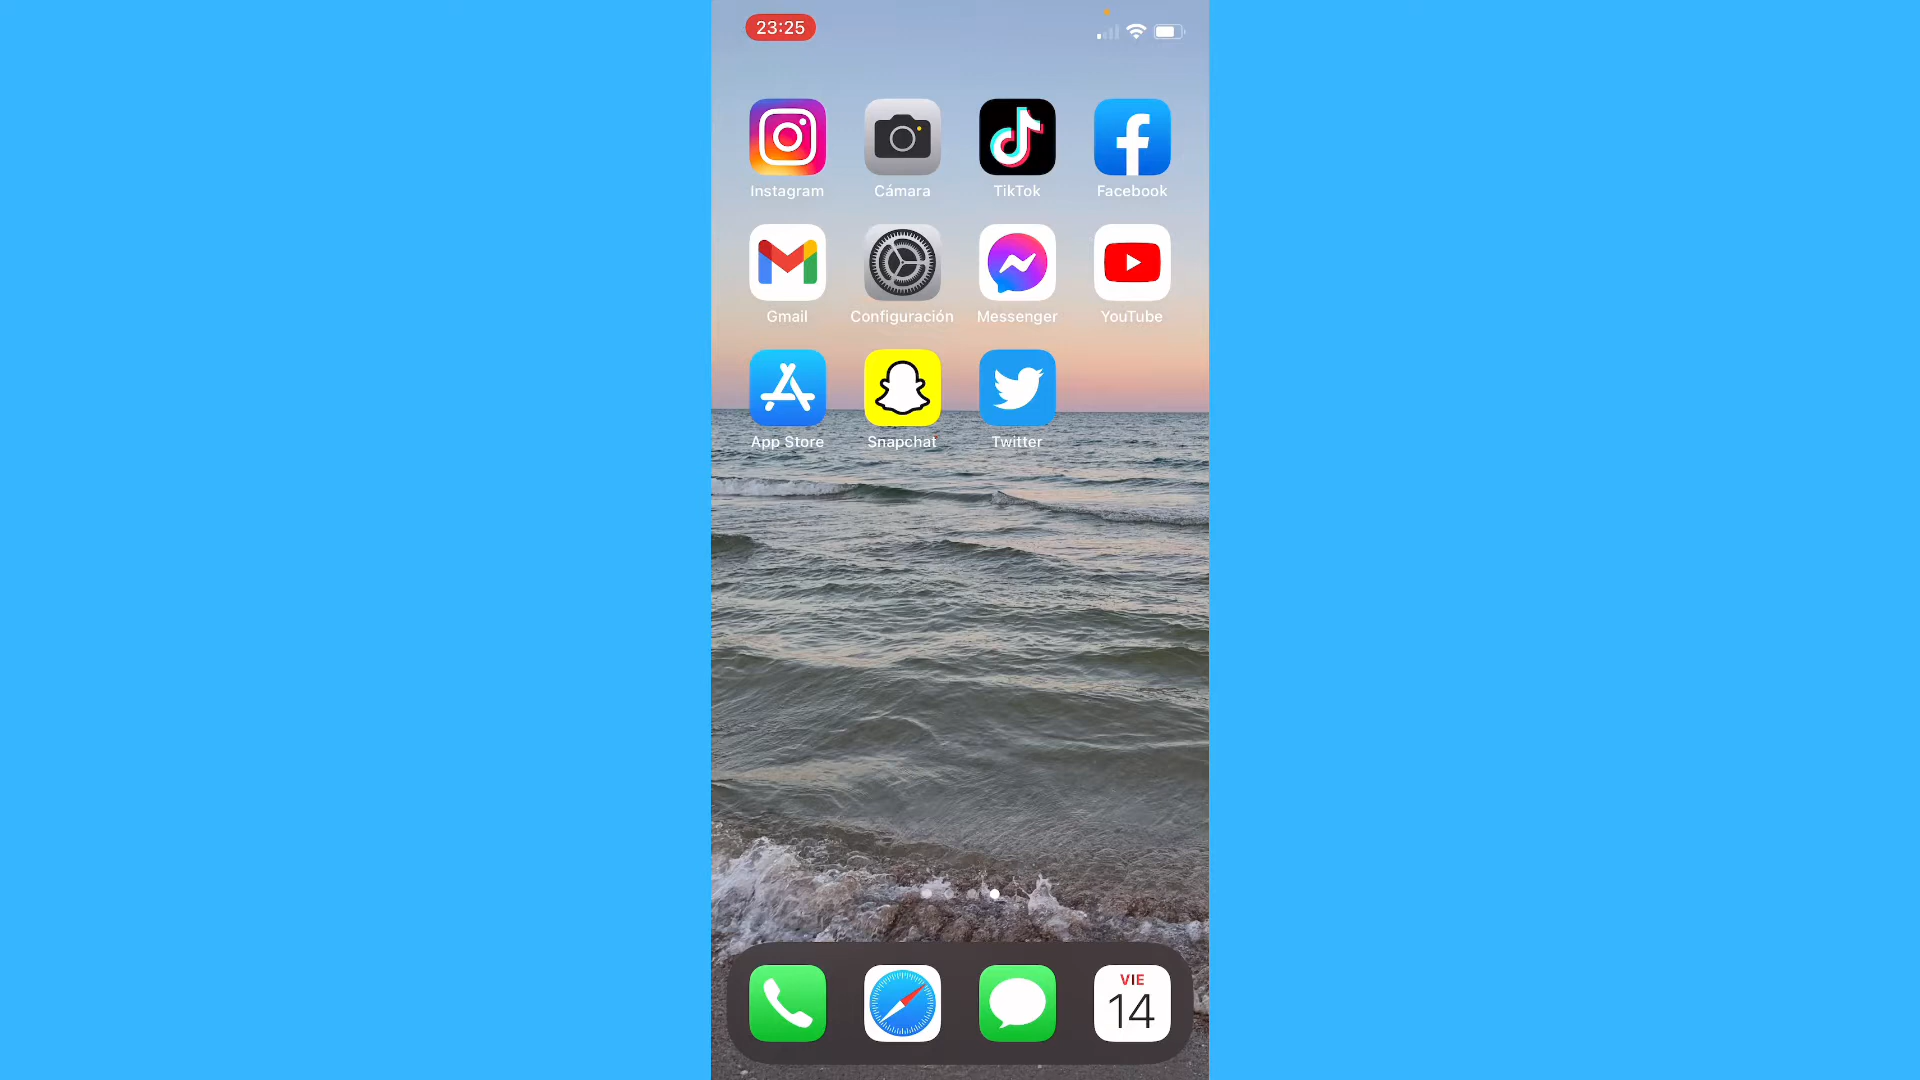 23:25
Instagram
Cámara
TikTok
Facebook
Gmail
Configuración
Messenger
YouTube
App Store
Snapchat
Twitter
VIE
14